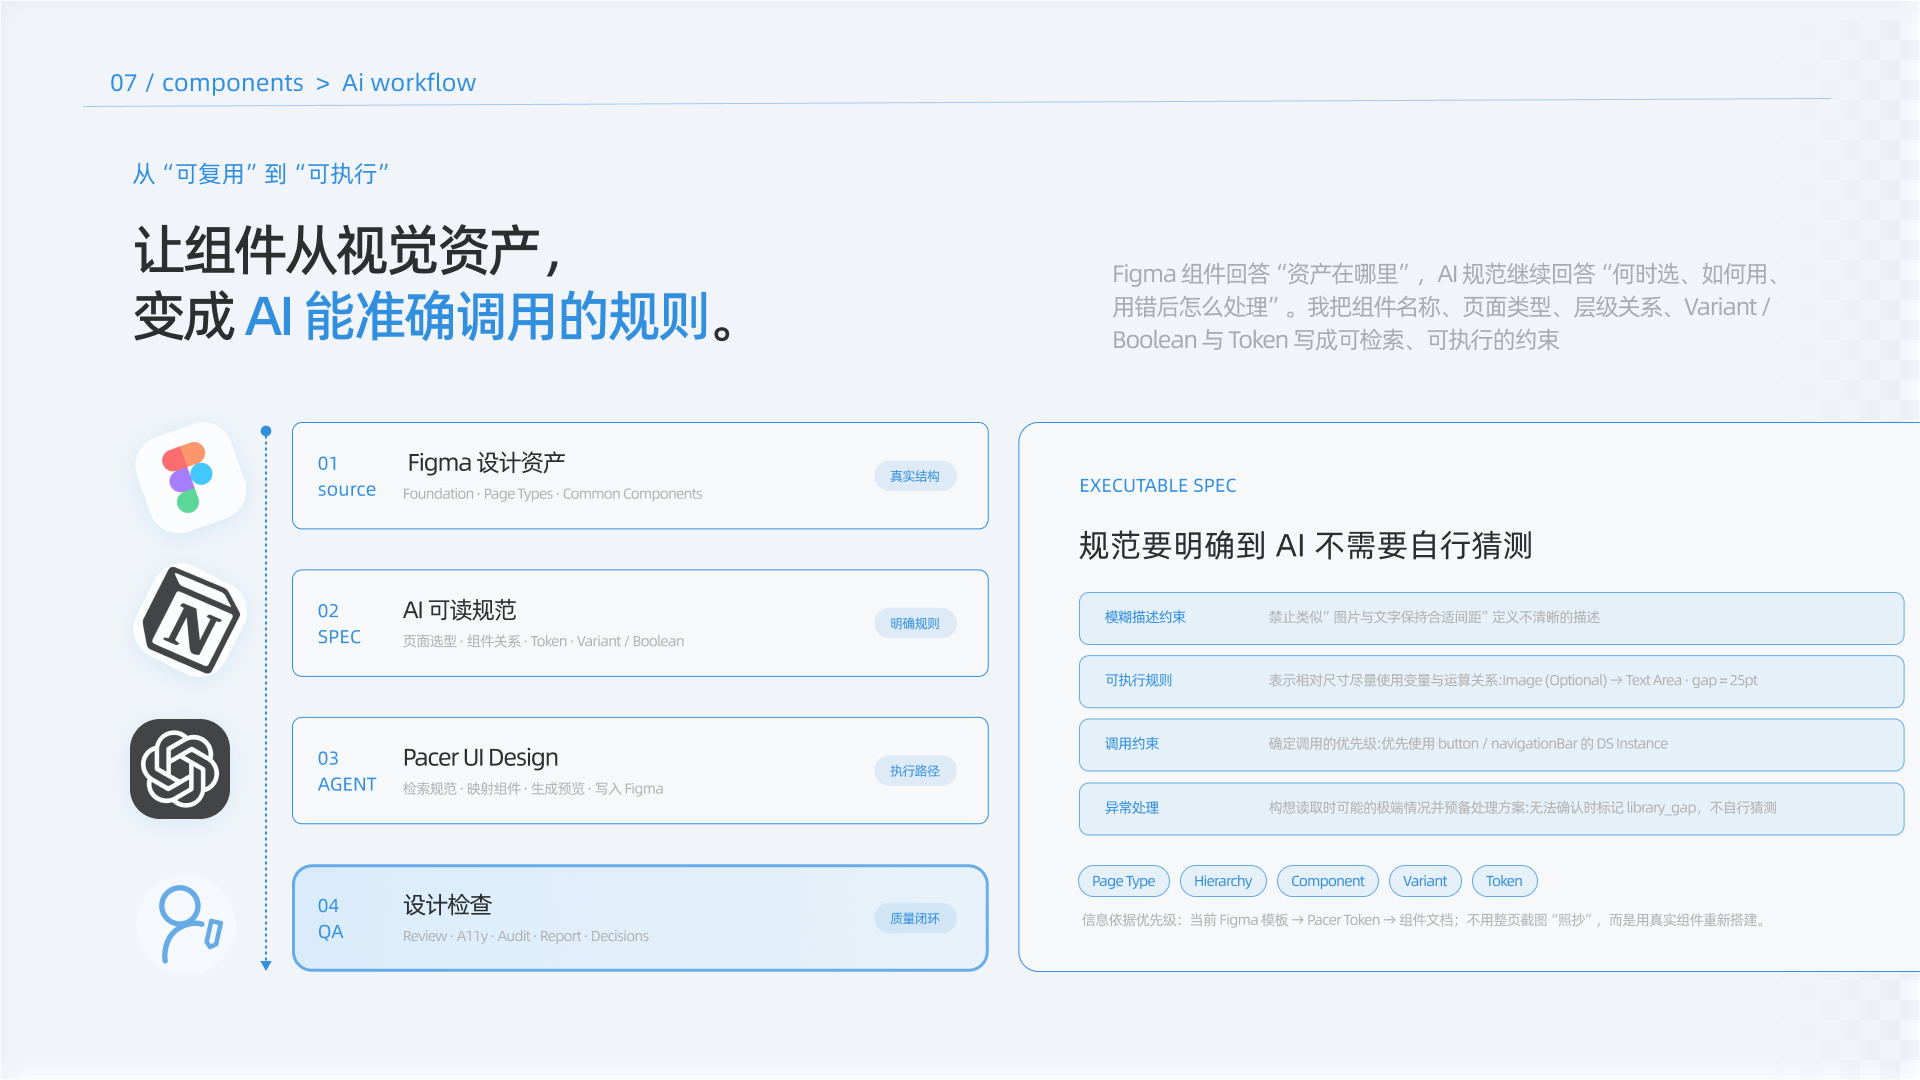 07 / components > Ai workflow
从 “可复用” 到 “可执行”
让组件从视觉资产，
变成 AI 能准确调用的规则。
Figma 组件回答 “资产在哪里” ，AI 规范继续回答 “何时选、如何用、
用错后怎么处理” 。我把组件名称、页面类型、层级关系、Variant /
Boolean 与 Token 写成可检索、可执行的约束
01
source
Figma 设计资产
Foundation · Page Types · Common Components
真实结构
02
SPEC
AI 可读规范
页面选型 · 组件关系 · Token · Variant / Boolean
明确规则
03
AGENT
Pacer UI Design
检索规范 · 映射组件 · 生成预览 · 写入 Figma
执行路径
04
QA
设计检查
Review · A11y · Audit · Report · Decisions
质量闭环
EXECUTABLE SPEC
规范要明确到 AI 不需要自行猜测
模糊描述约束
禁止类似” 图片与文字保持合适间距” 定义不清晰的描述
可执行规则
表示相对尺寸尽量使用变量与运算关系:Image (Optional) → Text Area · gap = 25pt
调用约束
确定调用的优先级:优先使用 button / navigationBar 的 DS Instance
异常处理
构想读取时可能的极端情况并预备处理方案:无法确认时标记 library_gap，不自行猜测
Page Type
Hierarchy
Component
Variant
Token
信息依据优先级：当前 Figma 模板 → Pacer Token → 组件文档；不用整页截图 “照抄” ，而是用真实组件重新搭建。